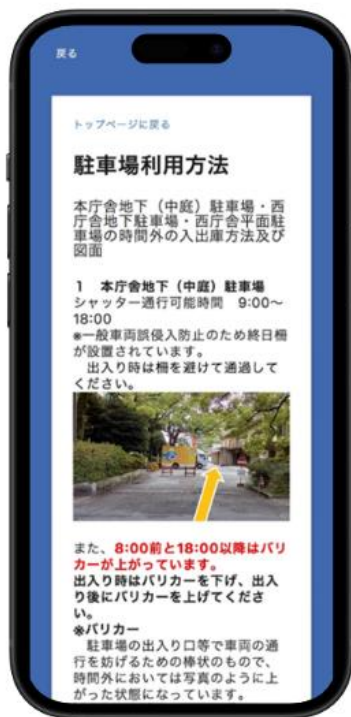 戻る
トップページに戻る
駐車場利用方法
本庁舎地下（中庭）駐車場・西
庁舎地下駐車場・西庁舎平面駐
車場の時間外の入出庫方法及び
図面
1　本庁舎地下（中庭）駐車場
シャッター通行可能時間　9:00〜
18:00
※一般車両誤侵入防止のため終日柵
が設置されています。
　出入り時は柵を避けて通過して
ください。
また、8:00前と18:00以降はバリ
カーが上がっています。
出入り時はバリカーを下げ、出入
り後にバリカーを上げてくださ
い。
※バリカー
　駐車場の出入り口等で車両の通
行を妨げるための棒状のもので、
時間外においては写真のように上
がった状態になっています。